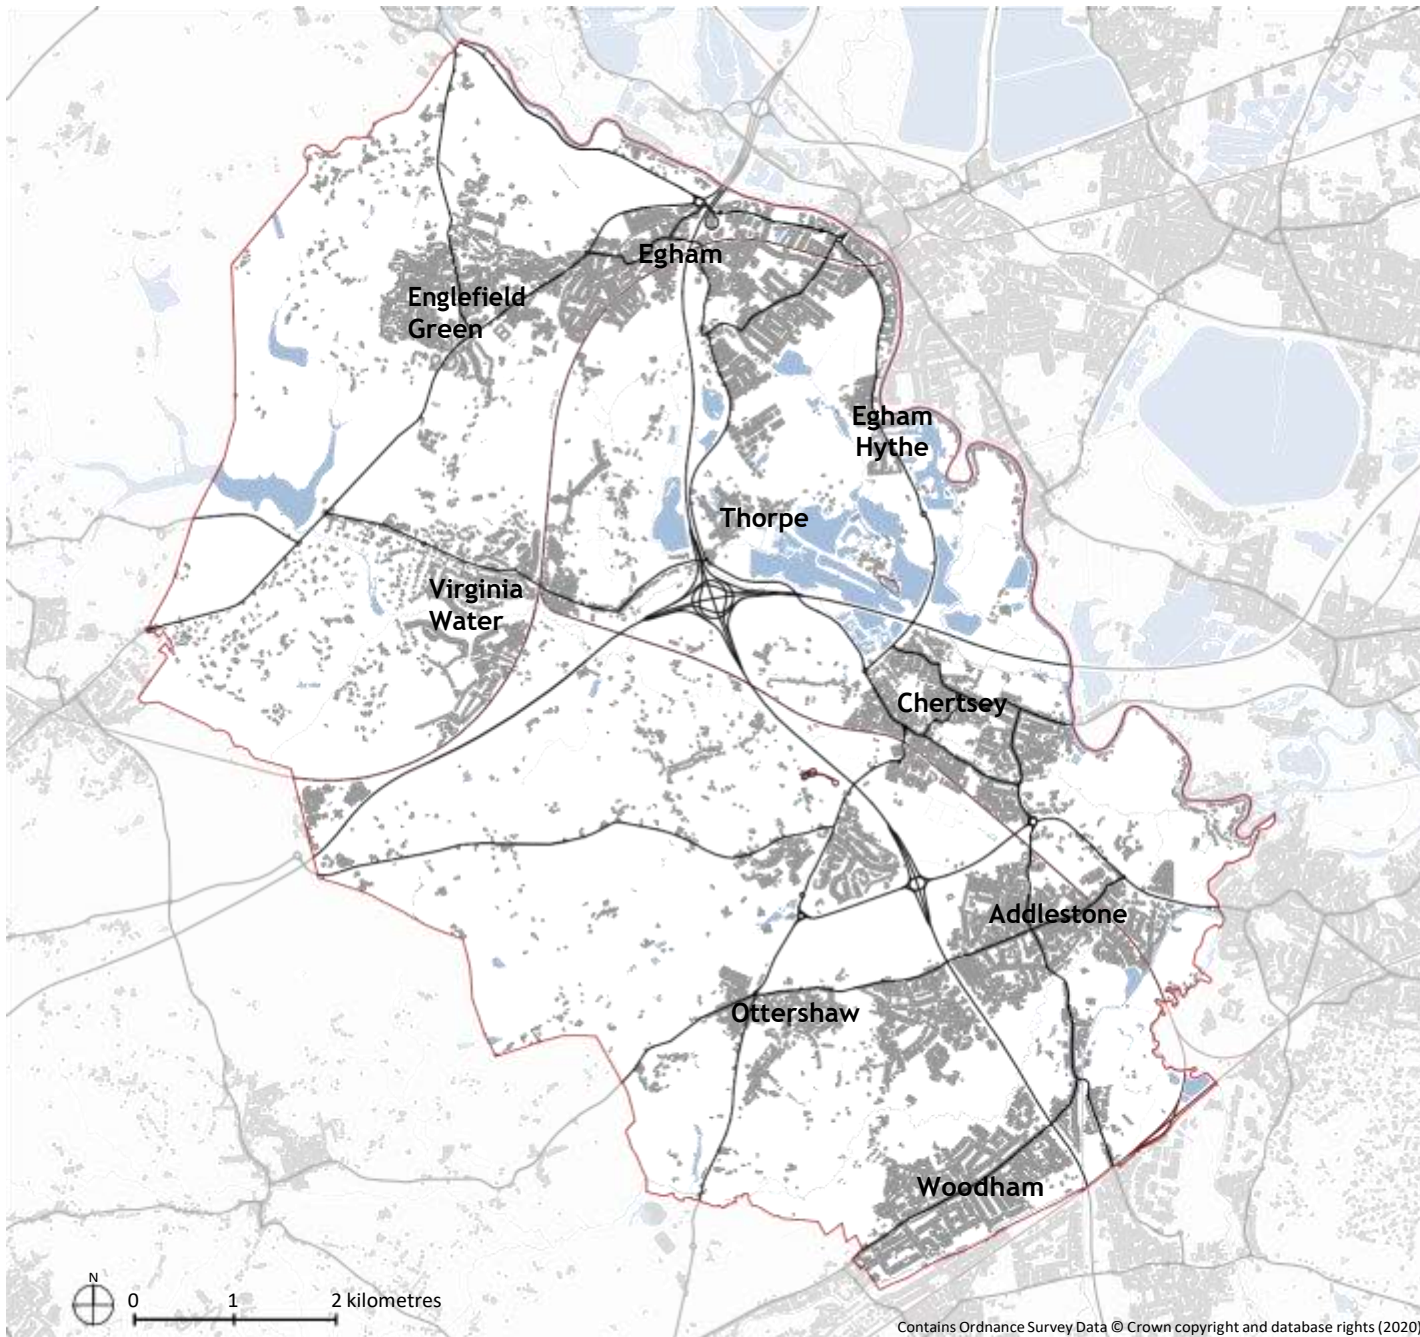 Egham
Englefield
Green
Egham
Hythe
Thorpe
Virginia
Water
Chertsey
Addlestone
Ottershaw
Woodham
N
0 1 2 kilometres
Contains Ordnance Survey Data © Crown copyright and database rights (2020)